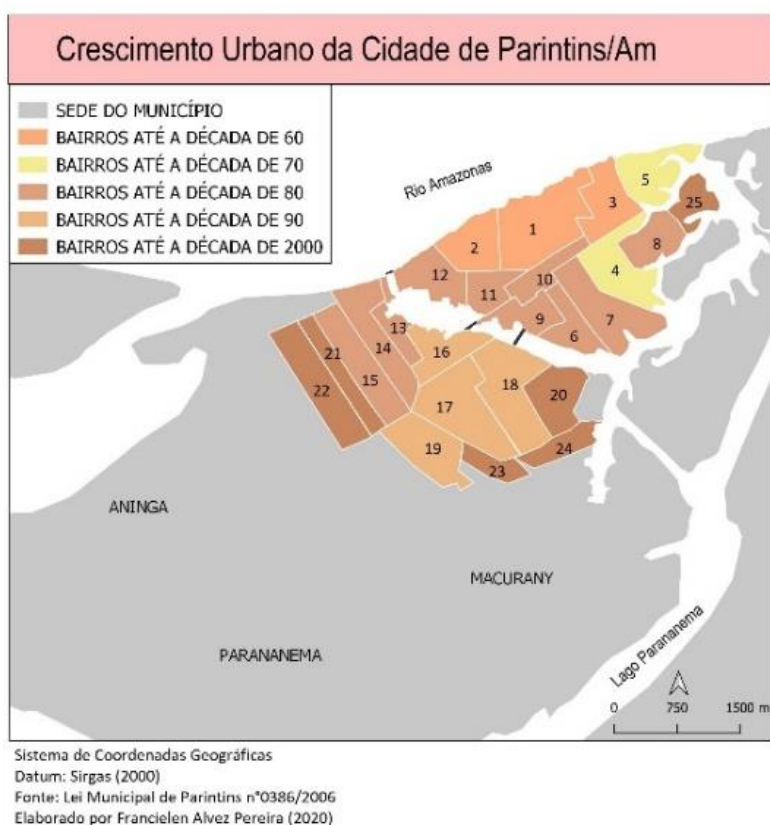 Crescimento Urbano da Cidade de Parintins/Am
SEDE DO MUNICÍPIO
BAIRROS ATÉ A DÉCADA DE 60
BAIRROS ATÉ A DÉCADA DE 70
BAIRROS ATÉ A DÉCADA DE 80
BAIRROS ATÉ A DÉCADA DE 90
BAIRROS ATÉ A DÉCADA DE 2000
Rio Amazonas
5
25
3
1
2
8
4
12
10
11
7
9
6
13
14
16
21
15
18
22
20
17
24
19
23
ANINGA
MACURANY
PARANANEMA
Lago Parananema
0 750 1500 m
Sistema de Coordenadas Geográficas
Datum: Sirgas (2000)
Fonte: Lei Municipal de Parintins n°0386/2006
Elaborado por Francielen Alvez Pereira (2020)